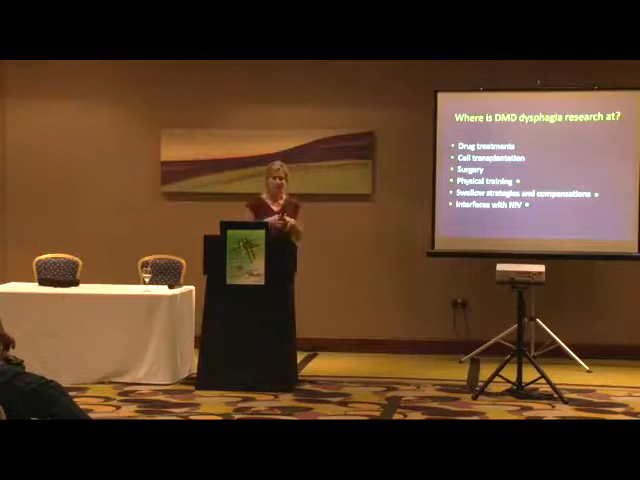 Where is DMD dysphagia research at?
• Drug treatments
• Cell transplantation
• Surgery
• Physical training •
• Swallow strategies and compensations •
• Interfaces with NIV •